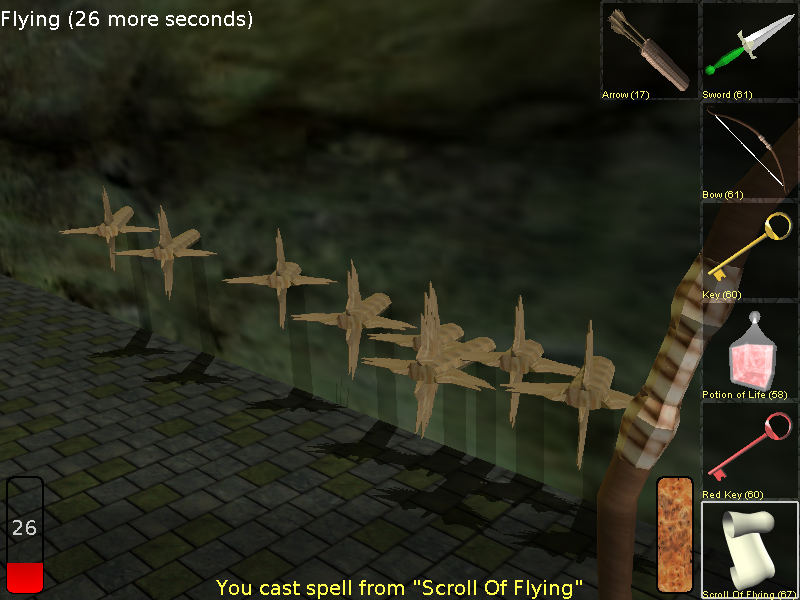 Flying (26 more seconds)
Arrow (17)
Sword (61)
Bow (61)
Key (60)
Potion of Life (58)
Red Key (60)
26
Scroll Of Flying (67)
You cast spell from "Scroll Of Flying"